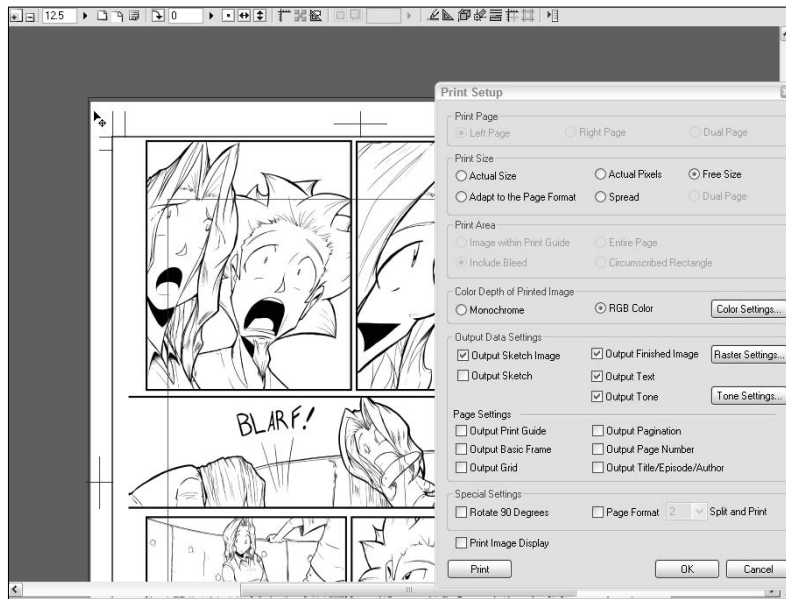 12.5
0
Print Setup
Print Page
Left Page
Right Page
Dual Page
Print Size
Actual Size
Actual Pixels
Free Size
Adapt to the Page Format
Spread
Dual Page
Print Area
Image within Print Guide
Entire Page
Include Bleed
Circumscribed Rectangle
Color Depth of Printed Image
Monochrome
RGB Color
Color Settings...
Output Data Settings
Output Sketch Image
Output Finished Image
Raster Settings...
Output Sketch
Output Text
Output Tone
Tone Settings...
Page Settings
Output Print Guide
Output Pagination
Output Basic Frame
Output Page Number
Output Grid
Output Title/Episode/Author
Special Settings
Rotate 90 Degrees
Page Format
2
Split and Print
Print Image Display
Print
OK
Cancel
BLARF!